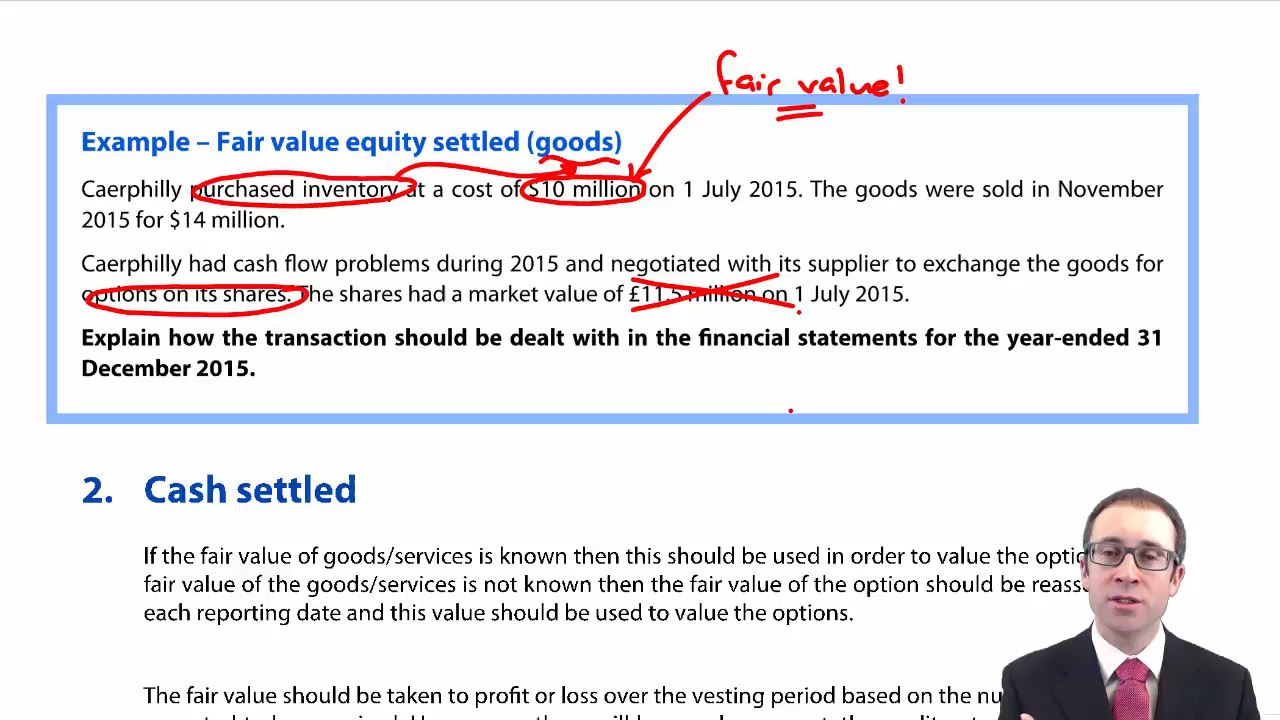 fair value!
Example – Fair value equity settled (goods)
Caerphilly purchased inventory at a cost of $10 million on 1 July 2015. The goods were sold in November
2015 for $14 million.
Caerphilly had cash flow problems during 2015 and negotiated with its supplier to exchange the goods for
options on its shares. The shares had a market value of £11.5 million on 1 July 2015.
Explain how the transaction should be dealt with in the financial statements for the year-ended 31
December 2015.
2. Cash settled
If the fair value of goods/services is known then this should be used in order to value the
fair value of the goods/services is not known then the fair value of the option should be
each reporting date and this value should be used to value the options.
The fair value should be taken to profit or loss over the vesting period based on the